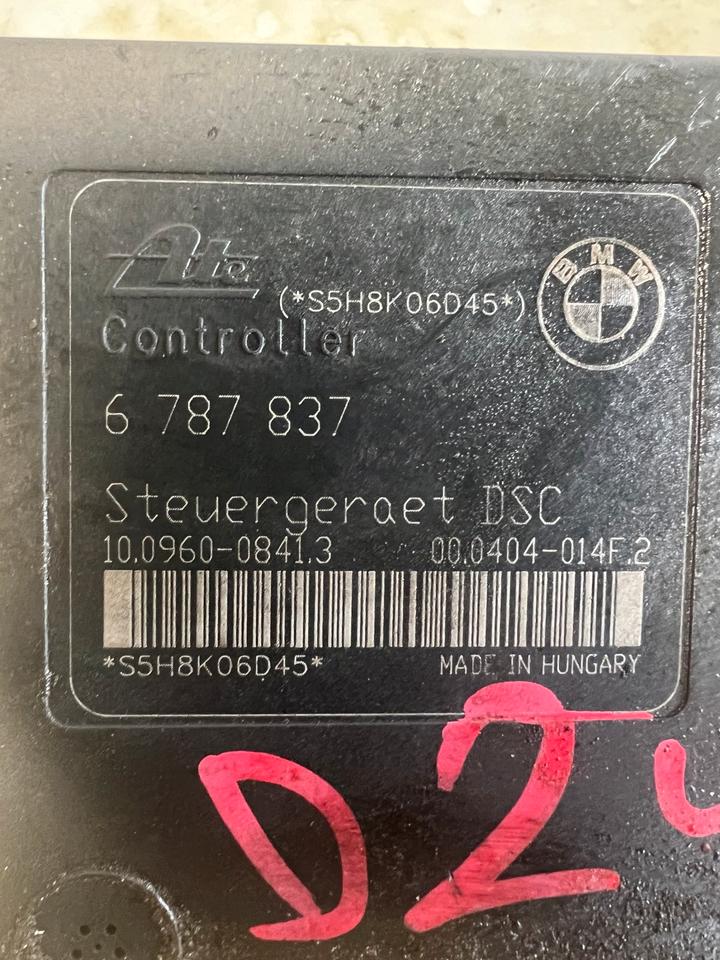 Ate
(*S5H8K06D45*)
BMW
Controller
6 787 837
Steuergeraet DSC
10.0960-0841.3 00.0404-014F.2
*S5H8K06D45* MADE IN HUNGARY
D2